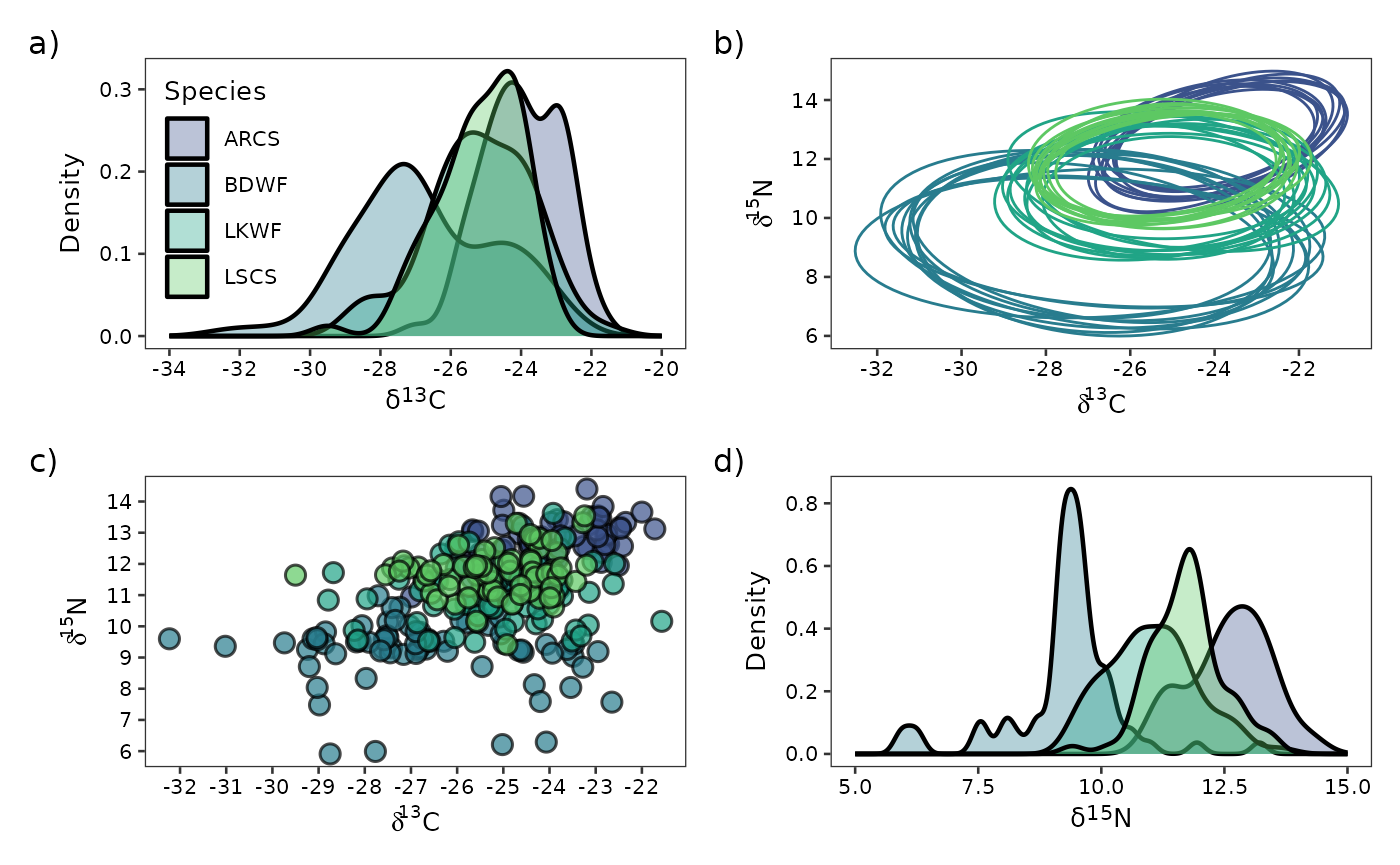 a)
Species
ARCS
BDWF
LKWF
LSCS
Density
0.3
0.2
0.1
0.0
-34 -32 -30 -28 -26 -24 -22 -20
δ13C
b)
δ15N
14
12
10
8
6
-32 -30 -28 -26 -24 -22
δ13C
c)
δ15N
14
13
12
11
10
9
8
7
6
-32 -31 -30 -29 -28 -27 -26 -25 -24 -23 -22
δ13C
d)
Density
0.8
0.6
0.4
0.2
0.0
5.0 7.5 10.0 12.5 15.0
δ15N